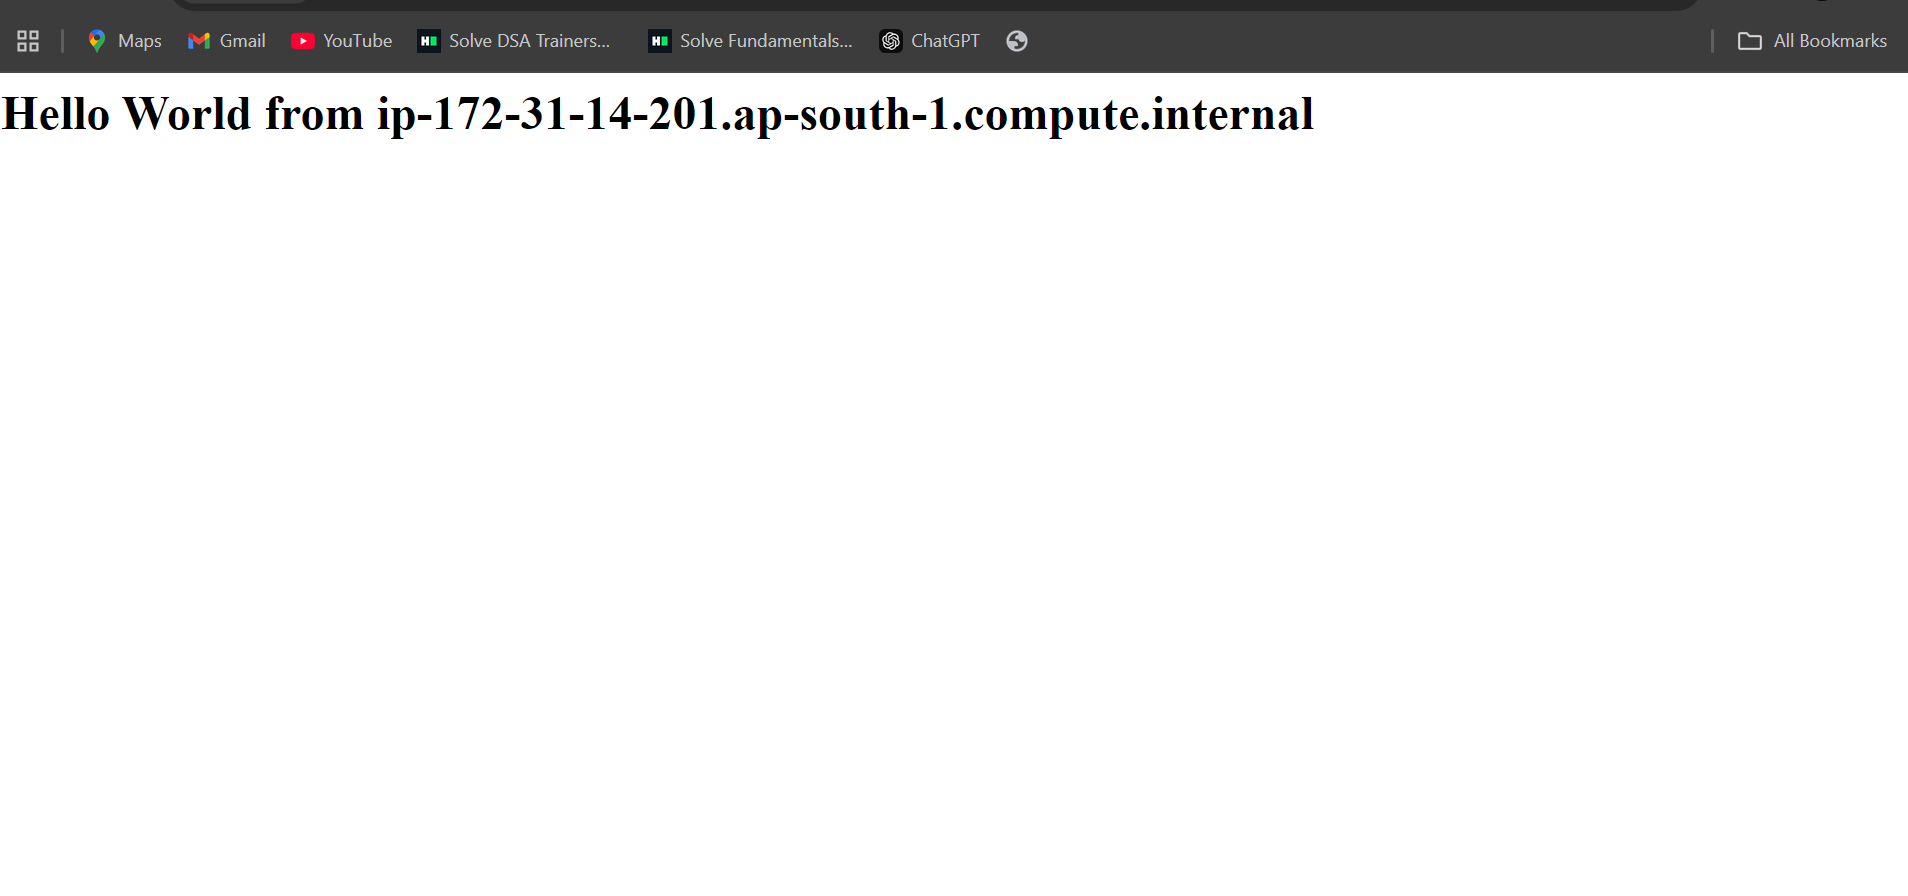 Maps Gmail YouTube Solve DSA Trainers... Solve Fundamentals... ChatGPT All Bookmarks
Hello World from ip-172-31-14-201.ap-south-1.compute.internal